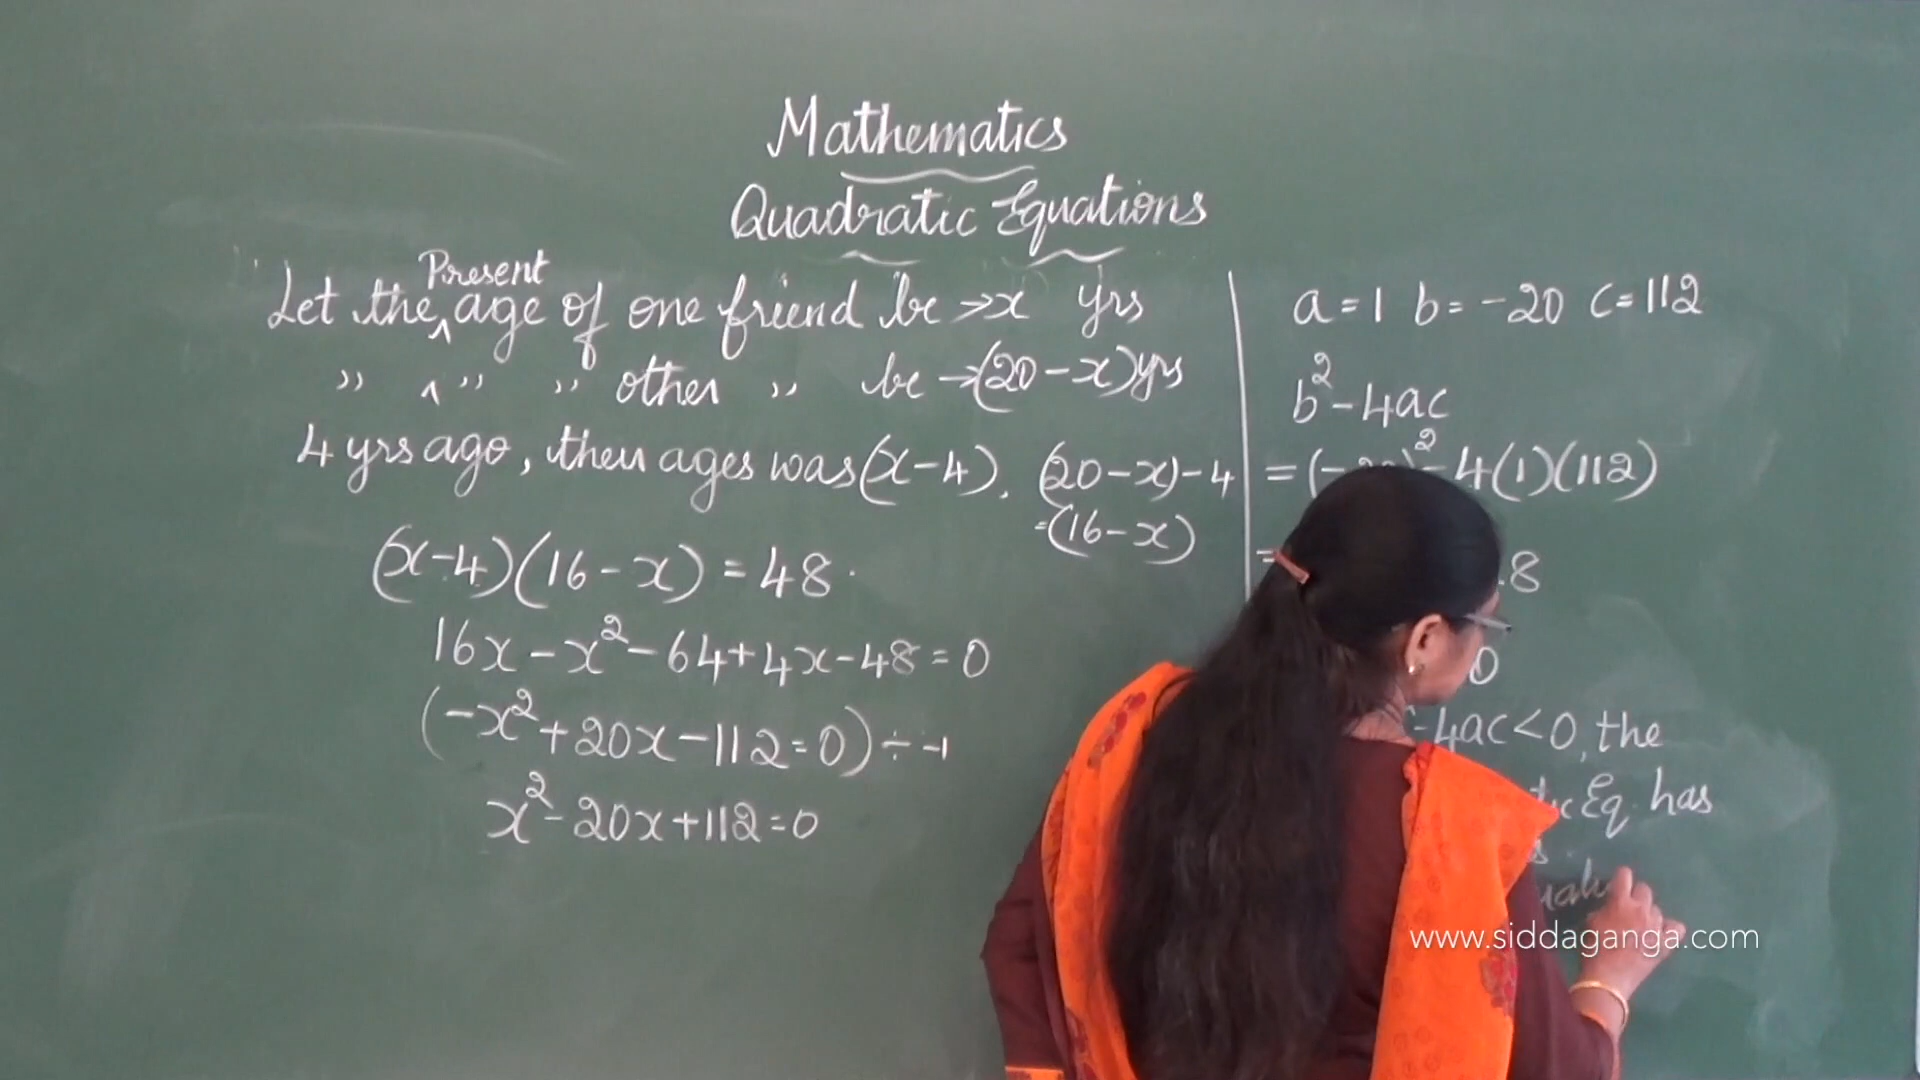 Mathematics
Quadratic Equations
Let the Present age of one friend be → x yrs
,, ,, ,, other ,, be → (20 - x) yrs
4 yrs ago, then ages was (x - 4). (20 - x) - 4
= (16 - x)
(x - 4)(16 - x) = 48.
16x - x² - 64 + 4x - 48 = 0
(-x² + 20x - 112 = 0) ÷ -1
x² - 20x + 112 = 0
a = 1 b = -20 c = 112
b² - 4ac
= (- )² - 4(1)(112)
= 8
0
- 4ac < 0, the
Eq. has
www.siddaganga.com